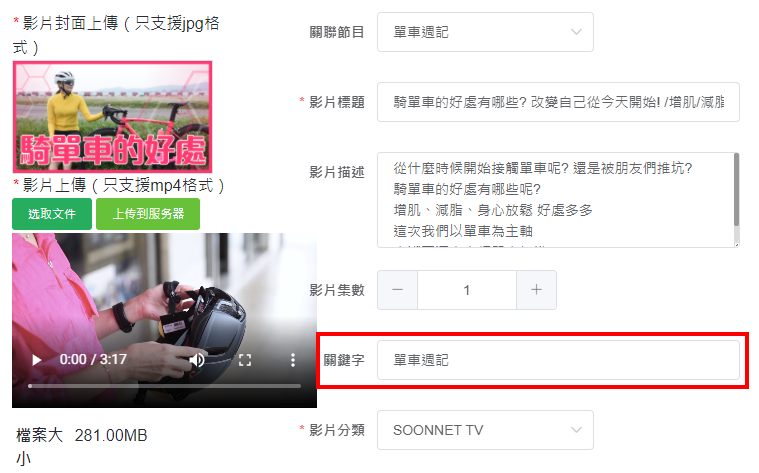 * 影片封面上傳（只支援jpg格
式）
騎單車的好處
* 影片上傳（只支援mp4格式）
选取文件 上传到服务器
0:00 / 3:17
檔案大 281.00MB
小
關聯節目 單車週記
* 影片標題 騎單車的好處有哪些? 改變自己從今天開始! /增肌/減脂
影片描述 從什麼時候開始接觸單車呢? 還是被朋友們推坑?
騎單車的好處有哪些呢?
增肌、減脂、身心放鬆 好處多多
這次我們以單車為主軸
影片集數 1
關鍵字 單車週記
* 影片分類 SOONNET TV